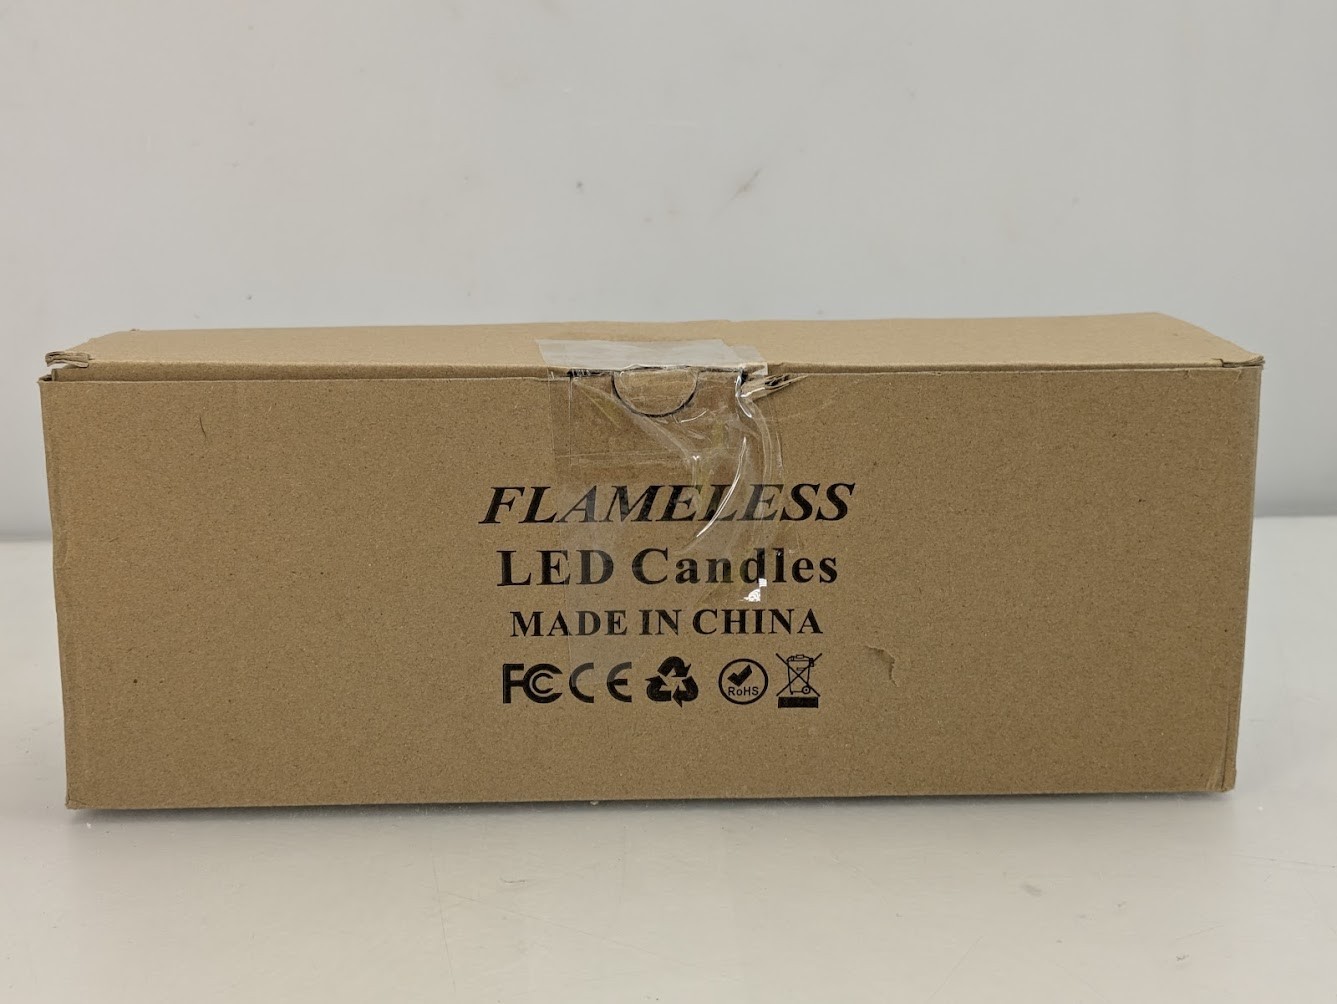 FLAMELESS
LED Candles
MADE IN CHINA
FC CE RoHS